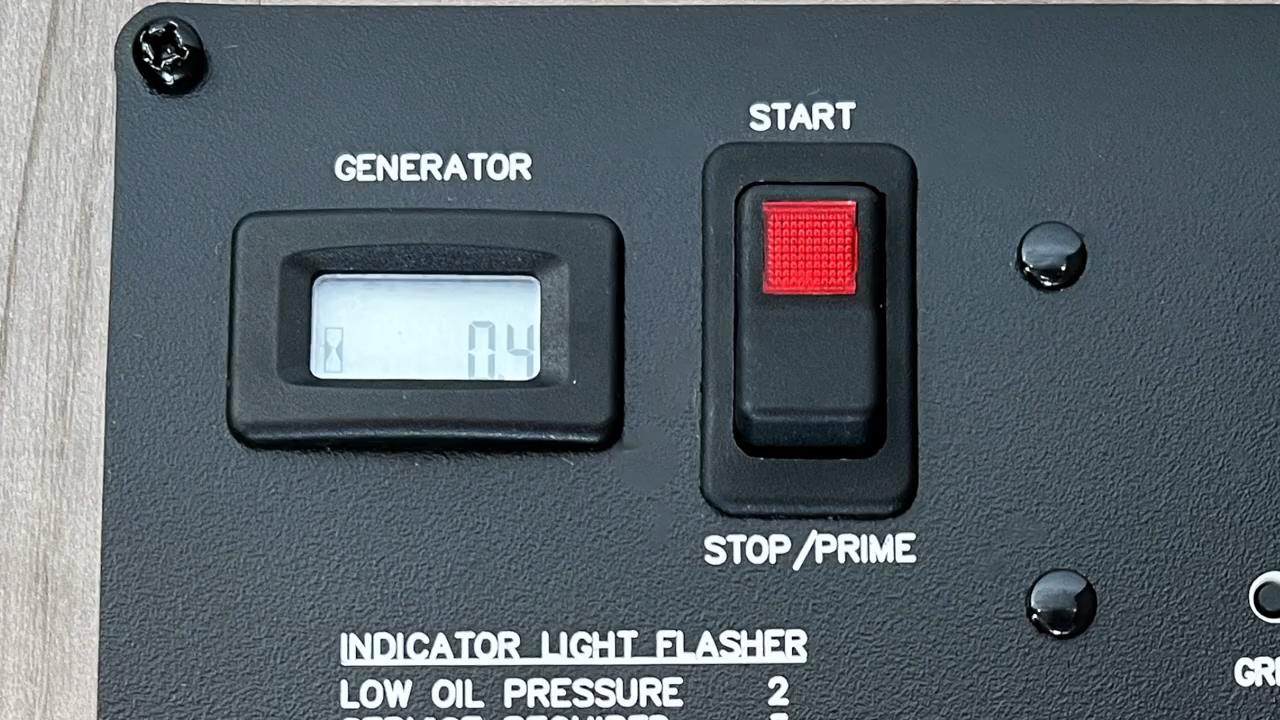 START
GENERATOR
0.4
STOP/PRIME
INDICATOR LIGHT FLASHER
LOW OIL PRESSURE 2